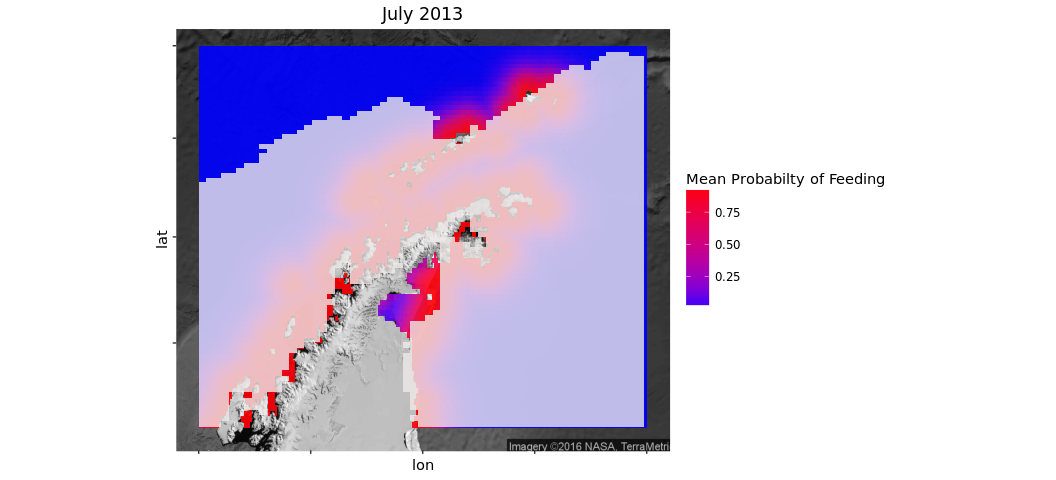 July 2013
lat
Mean Probabilty of Feeding
0.75
0.50
0.25
Imagery ©2016 NASA, TerraMetri
lon